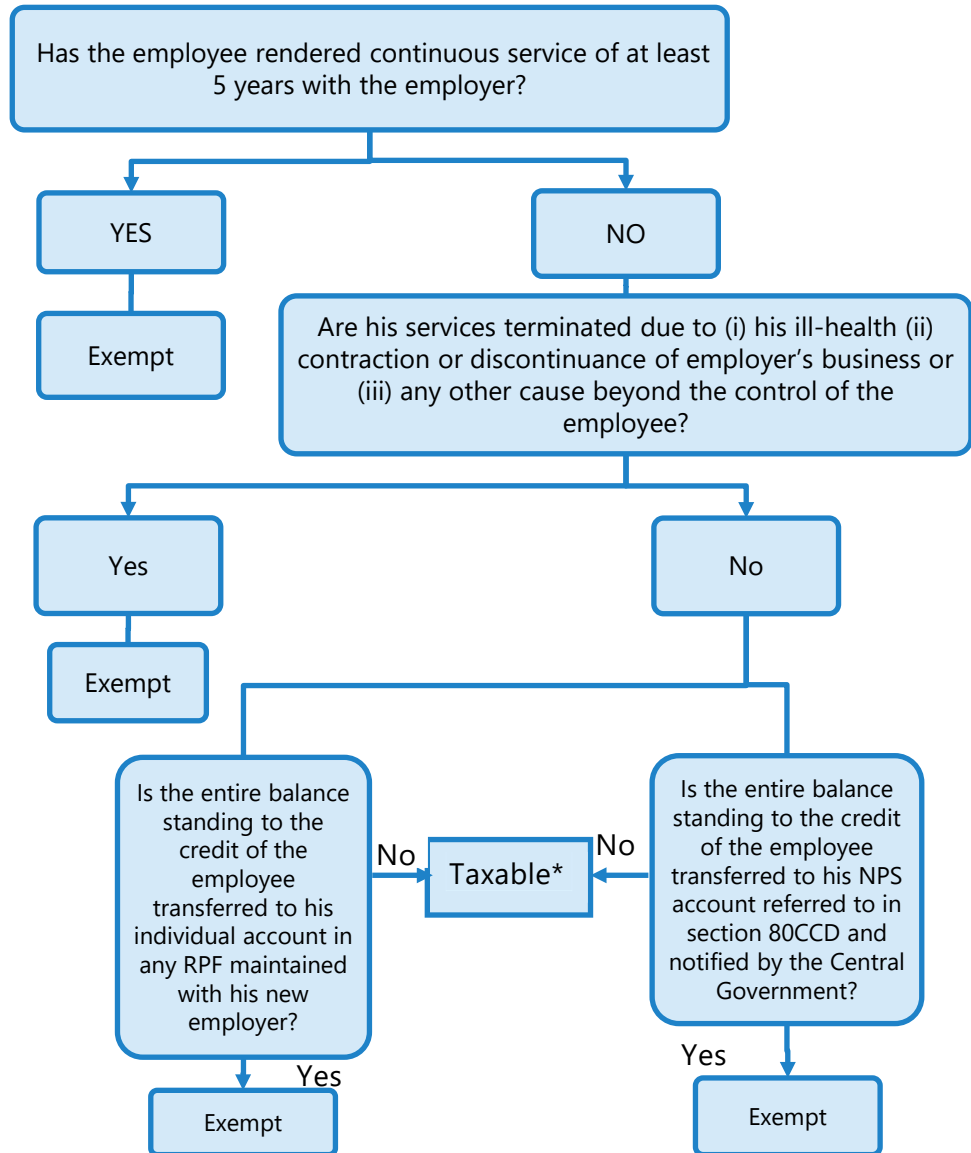 Has the employee rendered continuous service of at least
5 years with the employer?
YES
NO
Exempt
Are his services terminated due to (i) his ill-health (ii)
contraction or discontinuance of employer’s business or
(iii) any other cause beyond the control of the
employee?
Yes
No
Exempt
Is the entire balance
standing to the
credit of the
employee
transferred to his
individual account in
any RPF maintained
with his new
employer?
No
Taxable*
No
Is the entire balance
standing to the credit
of the employee
transferred to his NPS
account referred to in
section 80CCD and
notified by the Central
Government?
Yes
Exempt
Yes
Exempt